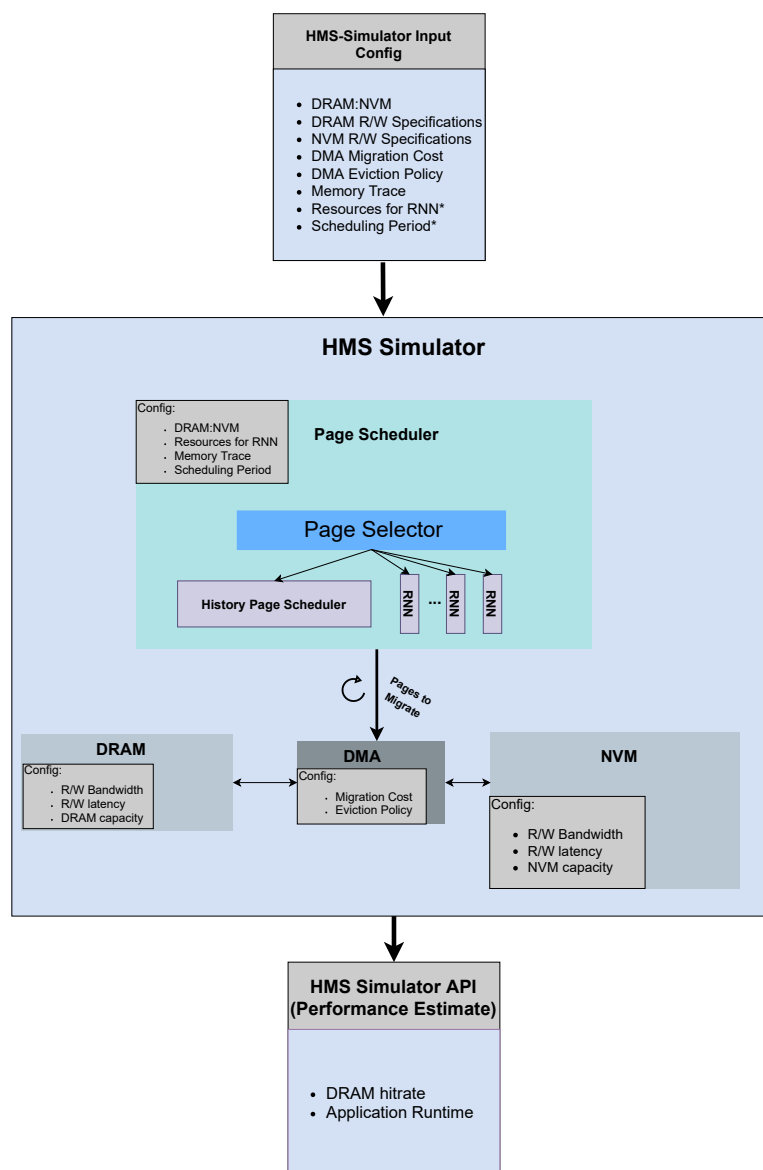 HMS-Simulator Input
Config
• DRAM:NVM
• DRAM R/W Specifications
• NVM R/W Specifications
• DMA Migration Cost
• DMA Eviction Policy
• Memory Trace
• Resources for RNN*
• Scheduling Period*
HMS Simulator
Config:
• DRAM:NVM
• Resources for RNN
• Memory Trace
• Scheduling Period
Page Scheduler
Page Selector
History Page Scheduler
RNN
...
RNN
RNN
Pages to
Migrate
DRAM
Config:
• R/W Bandwidth
• R/W latency
• DRAM capacity
DMA
Config:
• Migration Cost
• Eviction Policy
NVM
Config:
• R/W Bandwidth
• R/W latency
• NVM capacity
HMS Simulator API
(Performance Estimate)
• DRAM hitrate
• Application Runtime